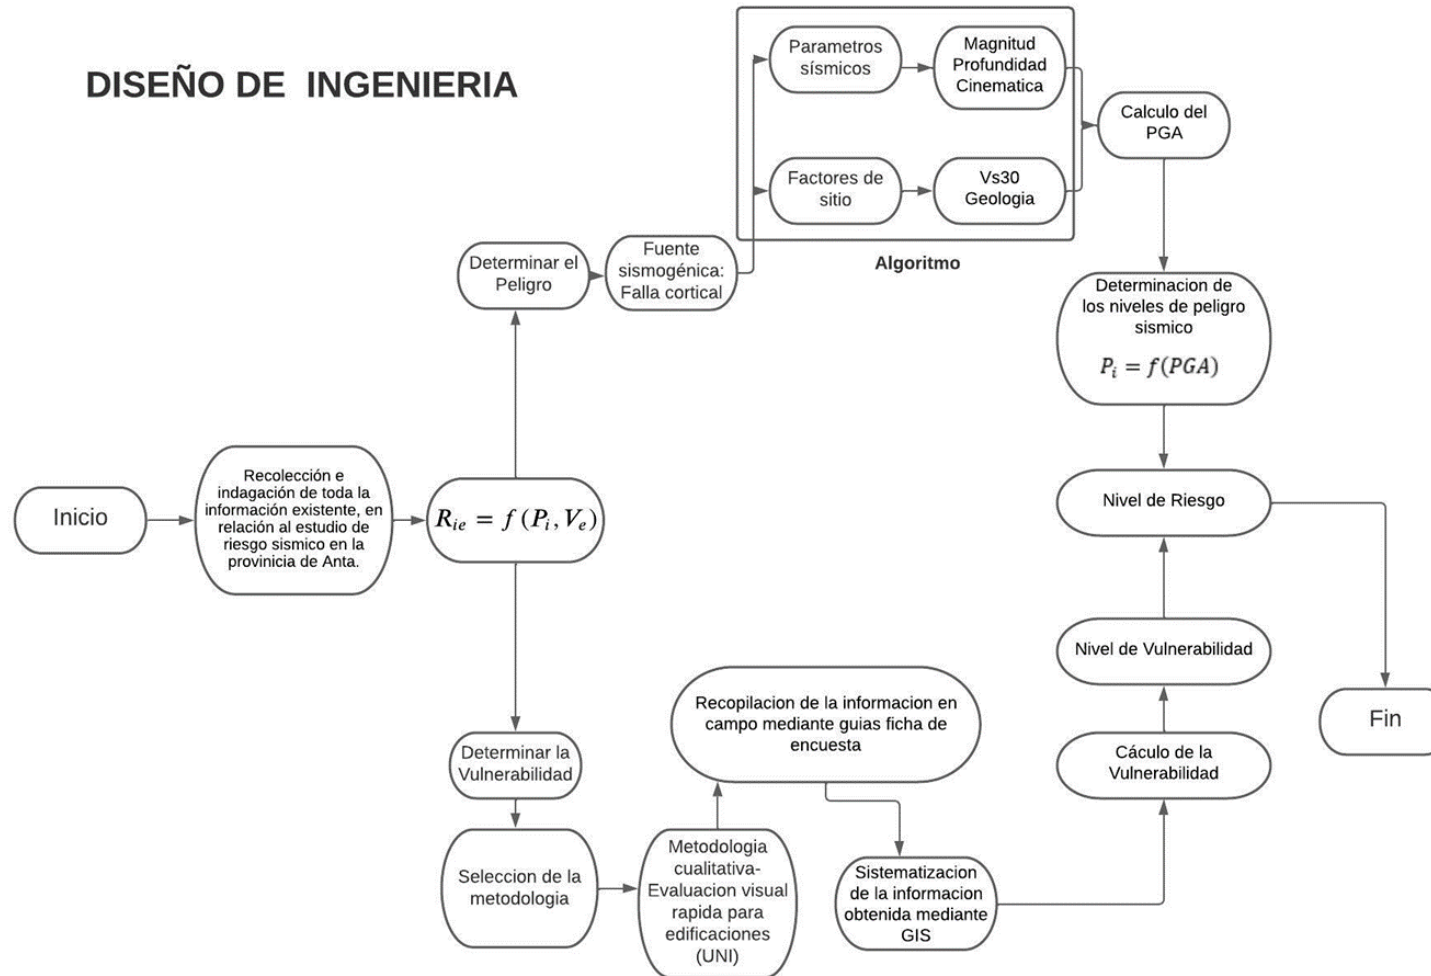 DISEÑO DE INGENIERIA
Inicio
Recolección e
indagación de toda la
información existente, en
relación al estudio de
riesgo sismico en la
provinicia de Anta.
R_{ie} = f(P_i, V_e)
Determinar el
Peligro
Fuente
sismogénica:
Falla cortical
Parametros
sísmicos
Magnitud
Profundidad
Cinematica
Factores de
sitio
Vs30
Geologia
Algoritmo
Calculo del
PGA
Determinacion de
los niveles de peligro
sismico
P_i = f(PGA)
Nivel de Riesgo
Determinar la
Vulnerabilidad
Seleccion de la
metodologia
Metodologia
cualitativa-
Evaluacion visual
rapida para
edificaciones
(UNI)
Recopilacion de la informacion en
campo mediante guias ficha de
encuesta
Sistematizacion
de la informacion
obtenida mediante
GIS
Cáculo de la
Vulnerabilidad
Nivel de Vulnerabilidad
Fin